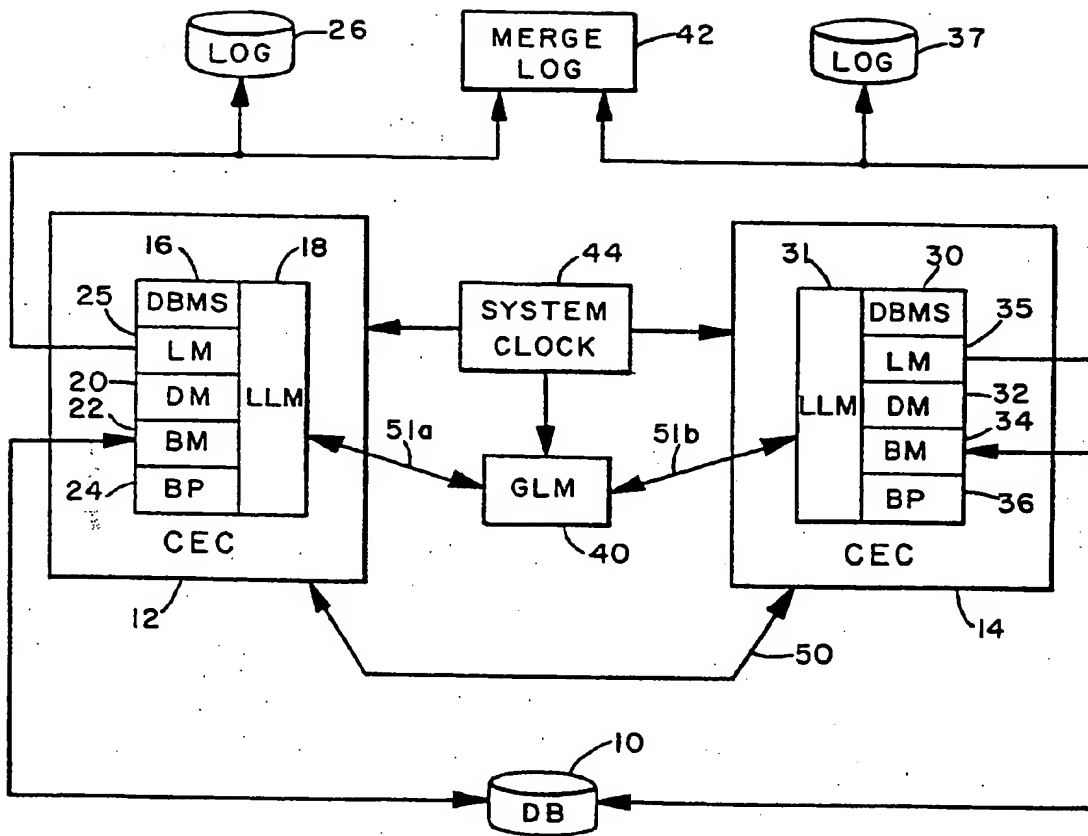 26
LOG
MERGE
LOG
42
LOG
37
16
18
44
31
30
25
DBMS
LM
20
DM
22
BM
24
BP
LLM
CEC
SYSTEM
CLOCK
51a
51b
GLM
40
LLM
DBMS
35
LM
32
DM
34
BM
36
BP
CEC
12
14
50
10
DB